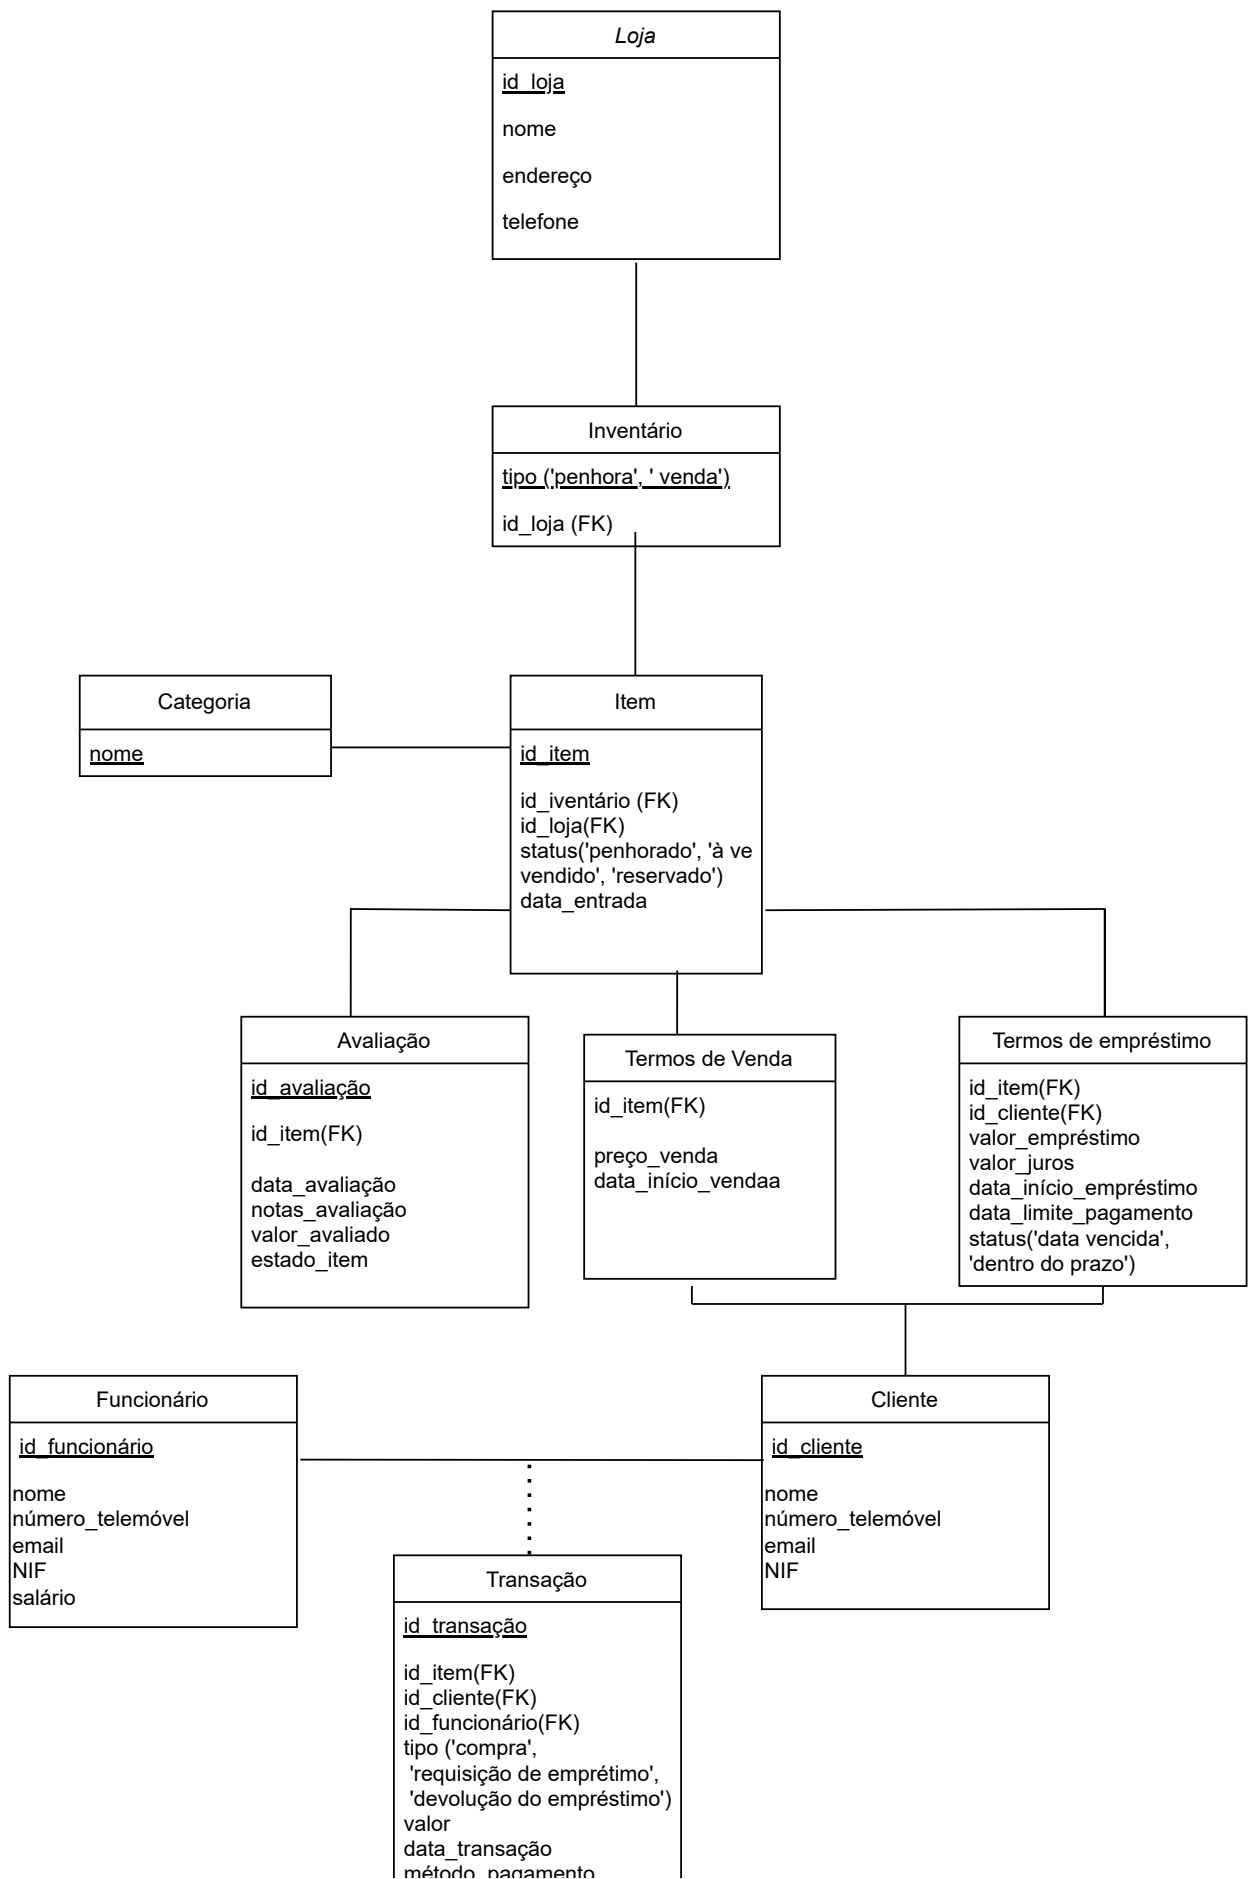 Loja
id_loja
nome
endereço
telefone
Inventário
tipo ('penhora', ' venda')
id_loja (FK)
Categoria
nome
Item
id_item
id_iventário (FK)
id_loja(FK)
status('penhorado', 'à ve
vendido', 'reservado')
data_entrada
Avaliação
id_avaliação
id_item(FK)
data_avaliação
notas_avaliação
valor_avaliado
estado_item
Termos de Venda
id_item(FK)
preço_venda
data_início_vendaa
Termos de empréstimo
id_item(FK)
id_cliente(FK)
valor_empréstimo
valor_juros
data_início_empréstimo
data_limite_pagamento
status('data vencida',
'dentro do prazo')
Funcionário
id_funcionário
nome
número_telemóvel
email
NIF
salário
Cliente
id_cliente
nome
número_telemóvel
email
NIF
Transação
id_transação
id_item(FK)
id_cliente(FK)
id_funcionário(FK)
tipo ('compra',
'requisição de emprétimo',
'devolução do empréstimo')
valor
data_transação
método_pagamento